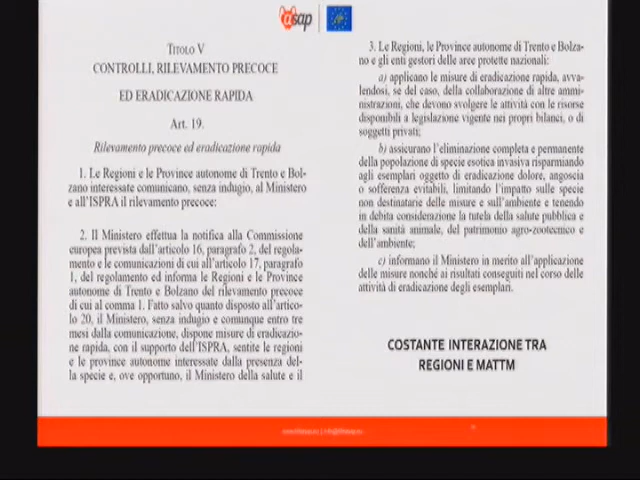 asap
TITOLO V
CONTROLLI, RILEVAMENTO PRECOCE
ED ERADICAZIONE RAPIDA
Art. 19.
Rilevamento precoce ed eradicazione rapida
1. Le Regioni e le Province autonome di Trento e Bol-
zano interessate comunicano, senza indugio, al Ministero
e all'ISPRA il rilevamento precoce:
2. Il Ministero effettua la notifica alla Commissione
europea prevista dall'articolo 16, paragrafo 2, del regola-
mento e le comunicazioni di cui all'articolo 17, paragrafo
1, del regolamento ed informa le Regioni e le Province
autonome di Trento e Bolzano del rilevamento precoce
di cui al comma 1. Fatto salvo quanto disposto all'artico-
lo 20, il Ministero, senza indugio e comunque entro tre
mesi dalla comunicazione, dispone misure di eradicazio-
ne rapida, con il supporto dell'ISPRA, sentite le regioni
e le province autonome interessate dalla presenza del-
la specie e, ove opportuno, il Ministero della salute e il
3. Le Regioni, le Province autonome di Trento e Bolza-
no e gli enti gestori delle aree protette nazionali:
a) applicano le misure di eradicazione rapida, avva-
lendosi, se del caso, della collaborazione di altre ammi-
nistrazioni, che devono svolgere le attività con le risorse
disponibili a legislazione vigente nei propri bilanci, o di
soggetti privati;
b) assicurano l'eliminazione completa e permanente
della popolazione di specie esotica invasiva risparmiando
agli esemplari oggetto di eradicazione dolore, angoscia
o sofferenza evitabili, limitando l'impatto sulle specie
non destinatarie delle misure e sull'ambiente e tenendo
in debita considerazione la tutela della salute pubblica e
della sanità animale, del patrimonio agro-zootecnico e
dell'ambiente;
c) informano il Ministero in merito all'applicazione
delle misure nonché ai risultati conseguiti nel corso delle
attività di eradicazione degli esemplari.
COSTANTE INTERAZIONE TRA
REGIONI E MATTM